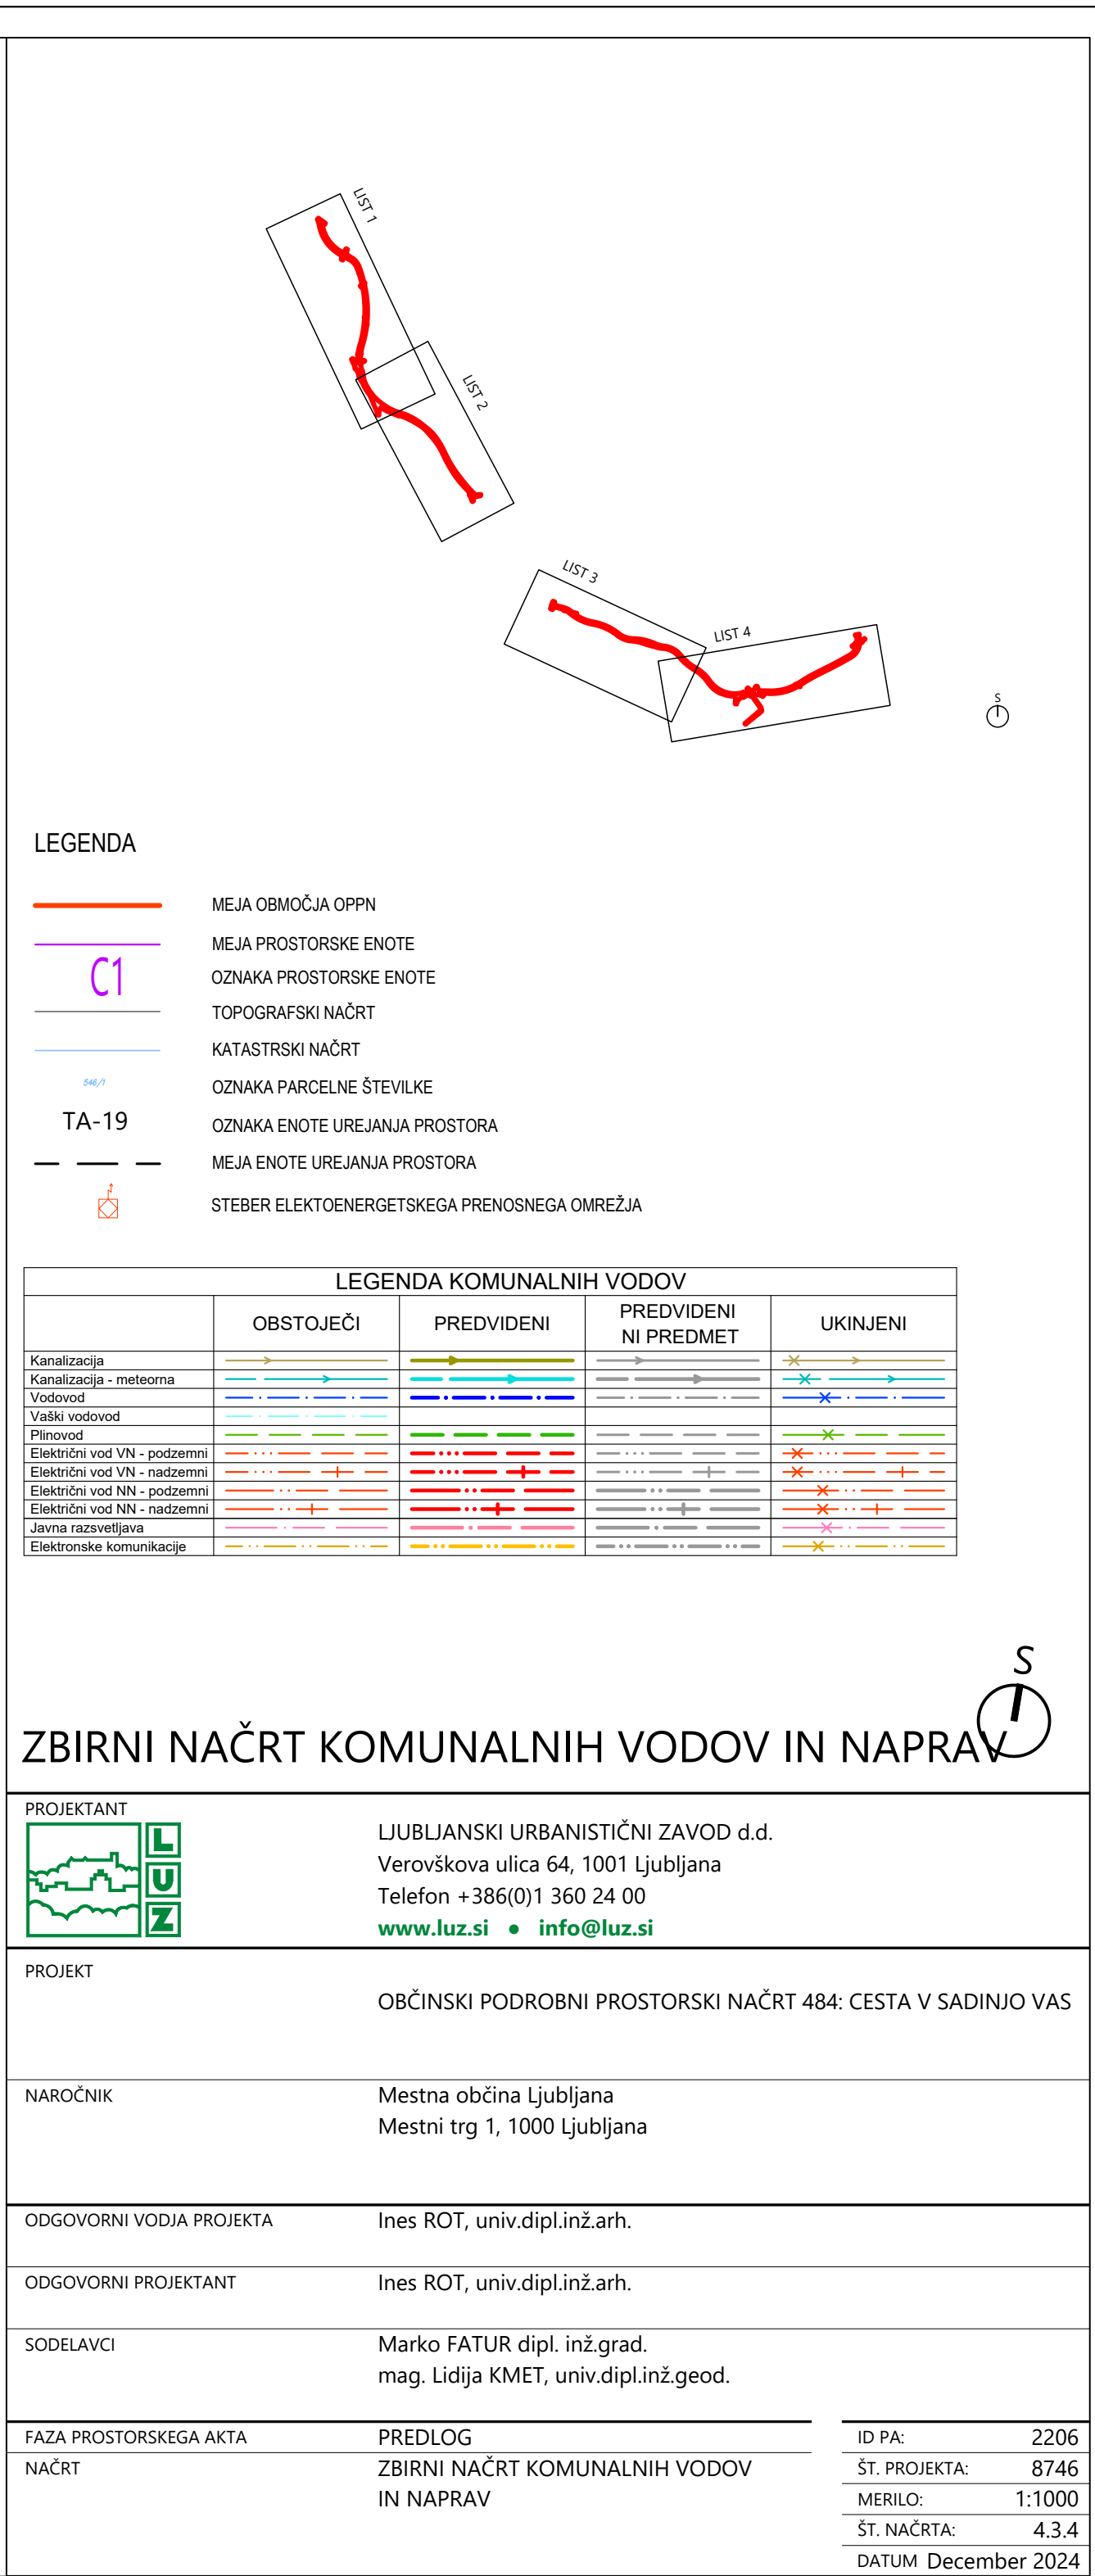 LIST 1
LIST 2
LIST 3
LIST 4
S
LEGENDA
MEJA OBMOČJA OPPN
MEJA PROSTORSKE ENOTE
C1
OZNAKA PROSTORSKE ENOTE
TOPOGRAFSKI NAČRT
KATASTRSKI NAČRT
546/1
OZNAKA PARCELNE ŠTEVILKE
TA-19
OZNAKA ENOTE UREJANJA PROSTORA
MEJA ENOTE UREJANJA PROSTORA
STEBER ELEKTOENERGETSKEGA PRENOSNEGA OMREŽJA
LEGENDA KOMUNALNIH VODOV
OBSTOJEČI PREDVIDENI PREDVIDENI NI PREDMET UKINJENI
Kanalizacija
Kanalizacija - meteorna
Vodovod
Vaški vodovod
Plinovod
Električni vod VN - podzemni
Električni vod VN - nadzemni
Električni vod NN - podzemni
Električni vod NN - nadzemni
Javna razsvetljava
Elektronske komunikacije
S
ZBIRNI NAČRT KOMUNALNIH VODOV IN NAPRAV
PROJEKTANT
L
U
Z
LJUBLJANSKI URBANISTIČNI ZAVOD d.d.
Verovškova ulica 64, 1001 Ljubljana
Telefon +386(0)1 360 24 00
www.luz.si ● info@luz.si
PROJEKT
OBČINSKI PODROBNI PROSTORSKI NAČRT 484: CESTA V SADINJO VAS
NAROČNIK Mestna občina Ljubljana
Mestni trg 1, 1000 Ljubljana
ODGOVORNI VODJA PROJEKTA Ines ROT, univ.dipl.inž.arh.
ODGOVORNI PROJEKTANT Ines ROT, univ.dipl.inž.arh.
SODELAVCI Marko FATUR dipl. inž.grad.
mag. Lidija KMET, univ.dipl.inž.geod.
FAZA PROSTORSKEGA AKTA PREDLOG
NAČRT ZBIRNI NAČRT KOMUNALNIH VODOV
IN NAPRAV
ID PA: 2206
ŠT. PROJEKTA: 8746
MERILO: 1:1000
ŠT. NAČRTA: 4.3.4
DATUM December 2024